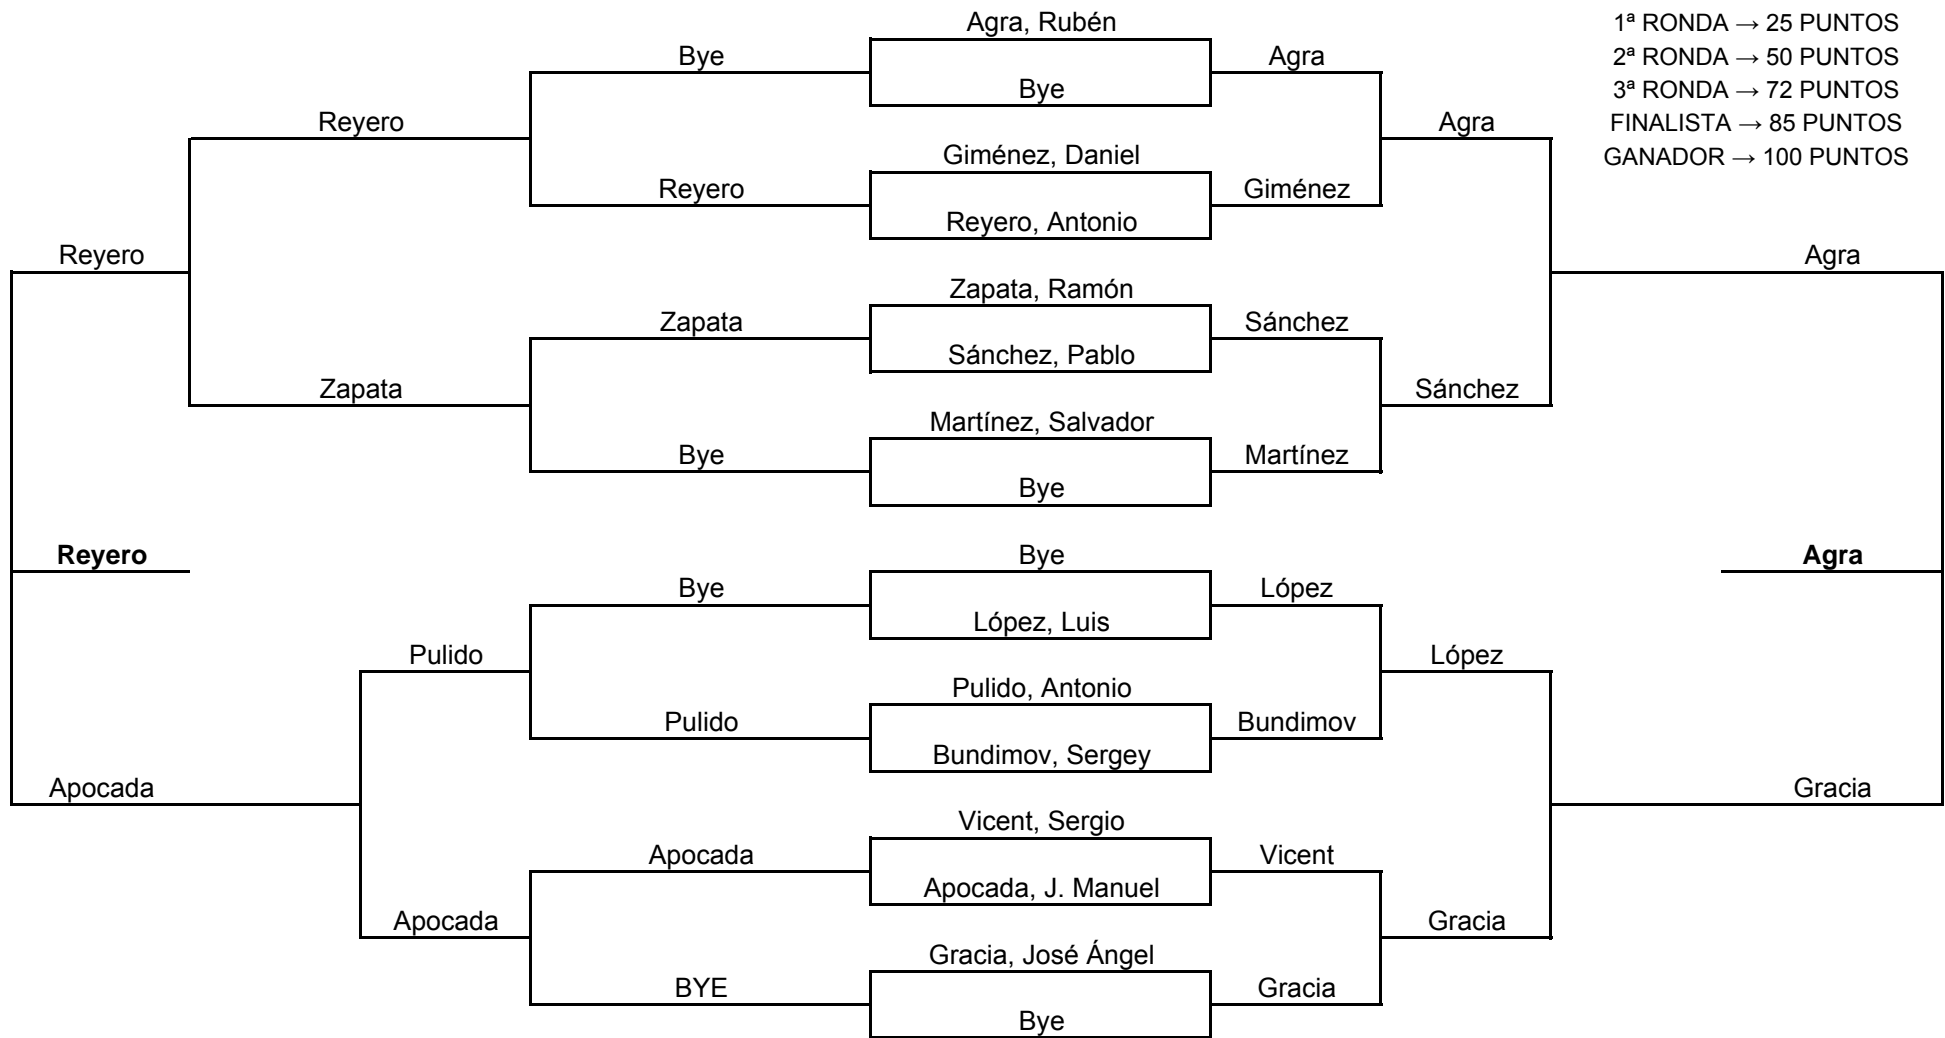 Agra, Rubén
1ª RONDA → 25 PUNTOS
Bye
Agra
2ª RONDA → 50 PUNTOS
Bye
3ª RONDA → 72 PUNTOS
Reyero
Agra
FINALISTA → 85 PUNTOS
Giménez, Daniel
GANADOR → 100 PUNTOS
Reyero
Giménez
Reyero, Antonio
Reyero
Agra
Zapata, Ramón
Zapata
Sánchez
Sánchez, Pablo
Zapata
Sánchez
Martínez, Salvador
Bye
Martínez
Bye
Reyero
Bye
Agra
Bye
López
López, Luis
Pulido
López
Pulido, Antonio
Pulido
Bundimov
Bundimov, Sergey
Apocada
Gracia
Vicent, Sergio
Apocada
Vicent
Apocada, J. Manuel
Apocada
Gracia
Gracia, José Ángel
BYE
Gracia
Bye